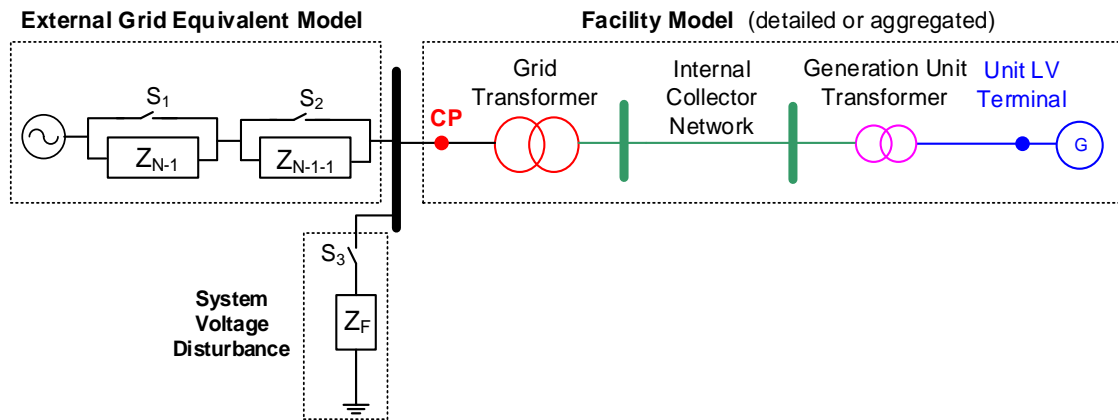 External Grid Equivalent Model
Facility Model (detailed or aggregated)
S1
S2
ZN-1
ZN-1-1
CP
Grid
Transformer
Internal
Collector
Network
Generation Unit
Transformer
Unit LV
Terminal
G
S3
ZF
System
Voltage
Disturbance